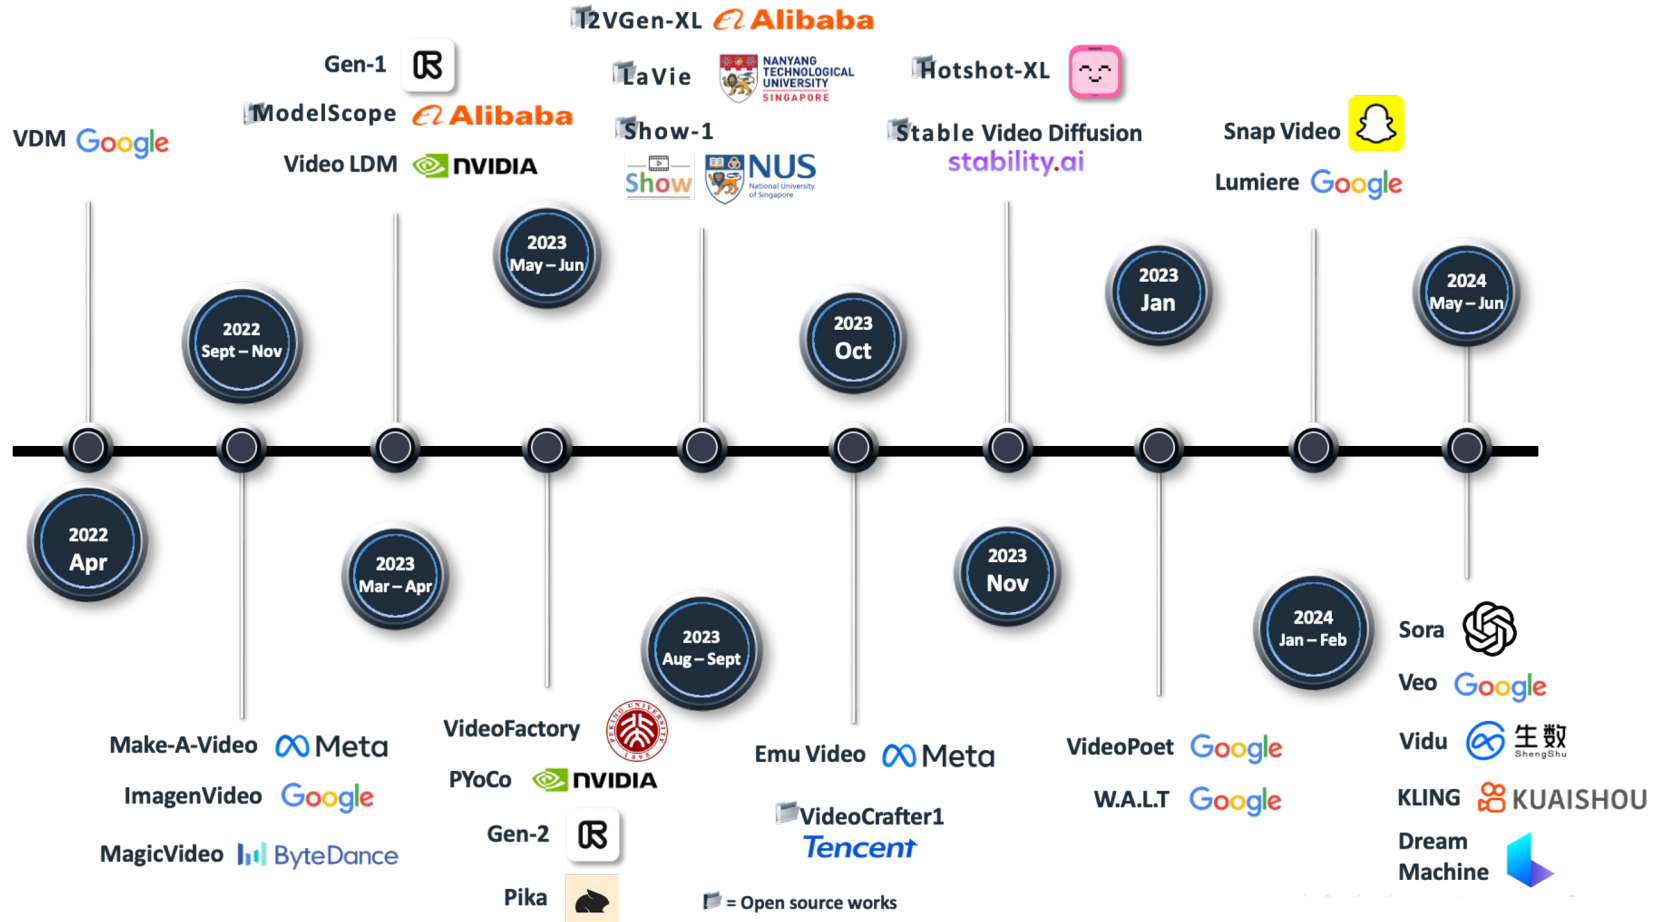 I2VGen-XL Alibaba
Gen-1
LaVie NANYANG
TECHNOLOGICAL
UNIVERSITY
SINGAPORE
Hotshot-XL
ModelScope Alibaba
Show-1
Stable Video Diffusion
stability.ai
Snap Video
VDM Google
Video LDM NVIDIA
Show NUS
National University
of Singapore
Lumiere Google
2023
May – Jun
2023
Jan
2024
May – Jun
2022
Sept – Nov
2023
Oct
2022
Apr
2023
Mar – Apr
2023
Nov
2023
Aug – Sept
2024
Jan – Feb
Sora
Veo Google
Vidu 生数
ShengShu
KLING KUAISHOU
Dream
Machine
Make-A-Video Meta
ImagenVideo Google
MagicVideo ByteDance
VideoFactory PEKING UNIVERSITY
1898
PYoCo NVIDIA
Gen-2
Pika
Emu Video Meta
VideoCrafter1
Tencent
VideoPoet Google
W.A.L.T Google
= Open source works